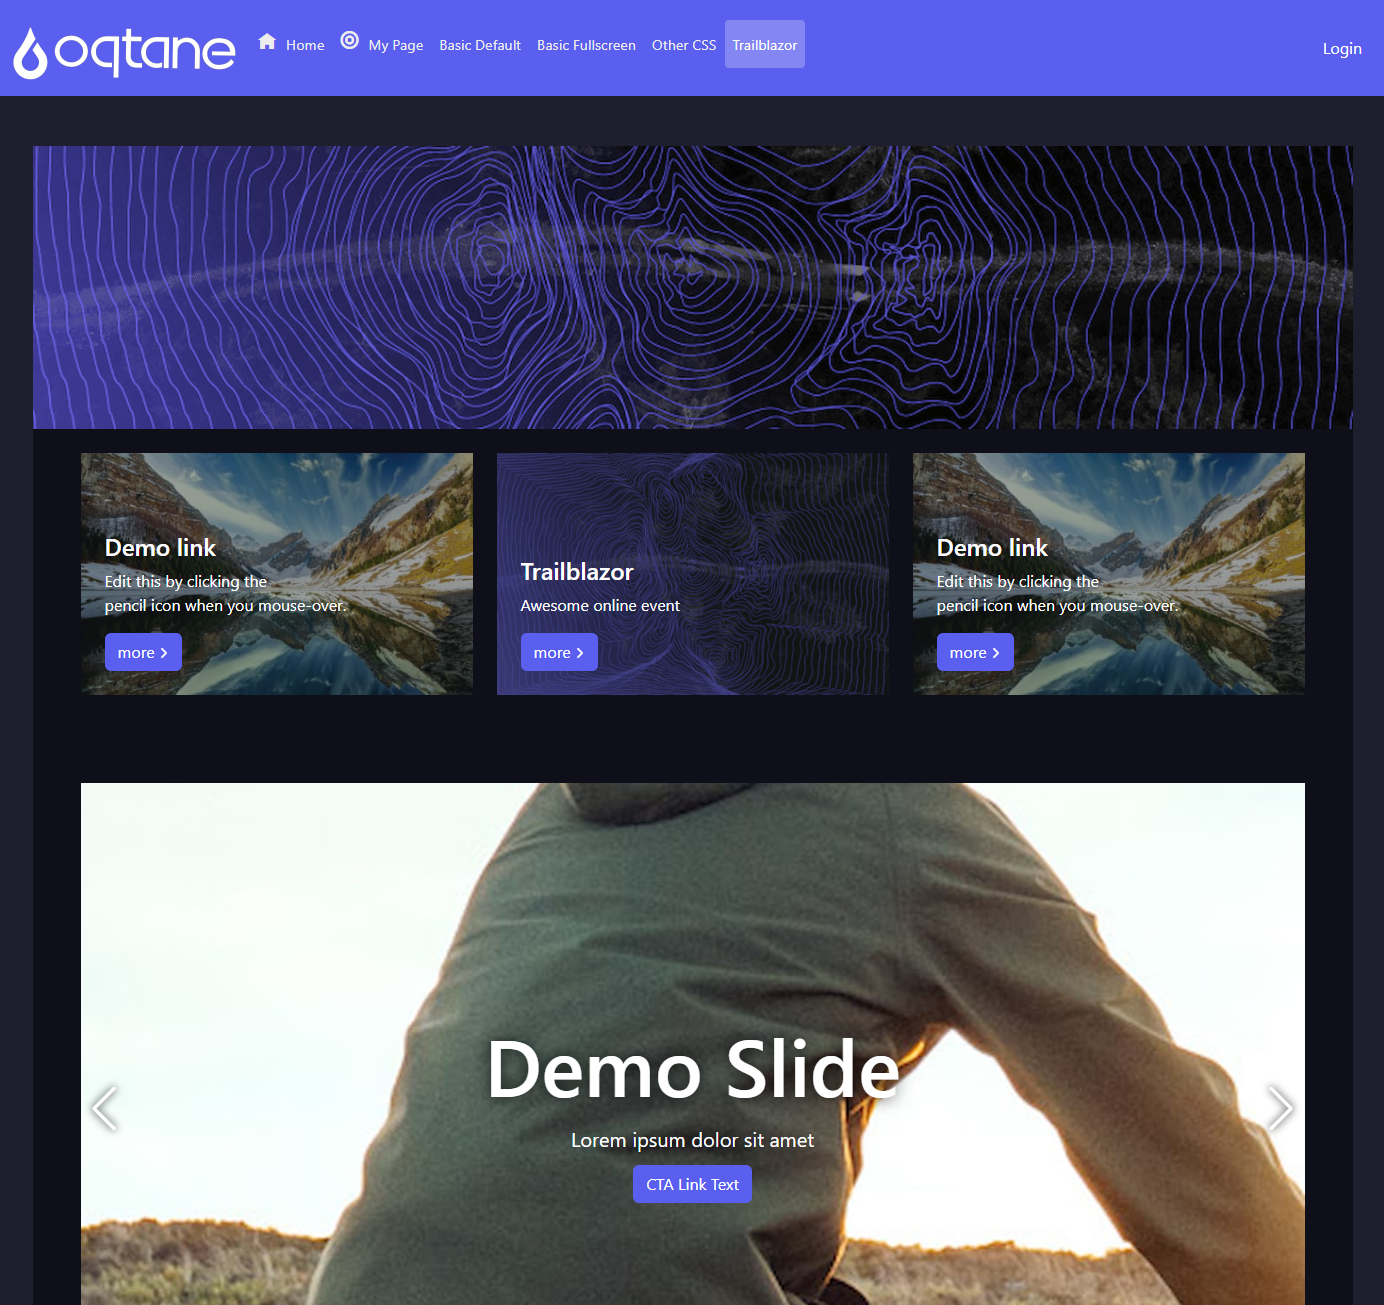 oqtane
Home My Page Basic Default Basic Fullscreen Other CSS Trailblazor
Login
Demo link
Edit this by clicking the
pencil icon when you mouse-over.
more
Trailblazor
Awesome online event
more
Demo link
Edit this by clicking the
pencil icon when you mouse-over.
more
Demo Slide
Lorem ipsum dolor sit amet
CTA Link Text